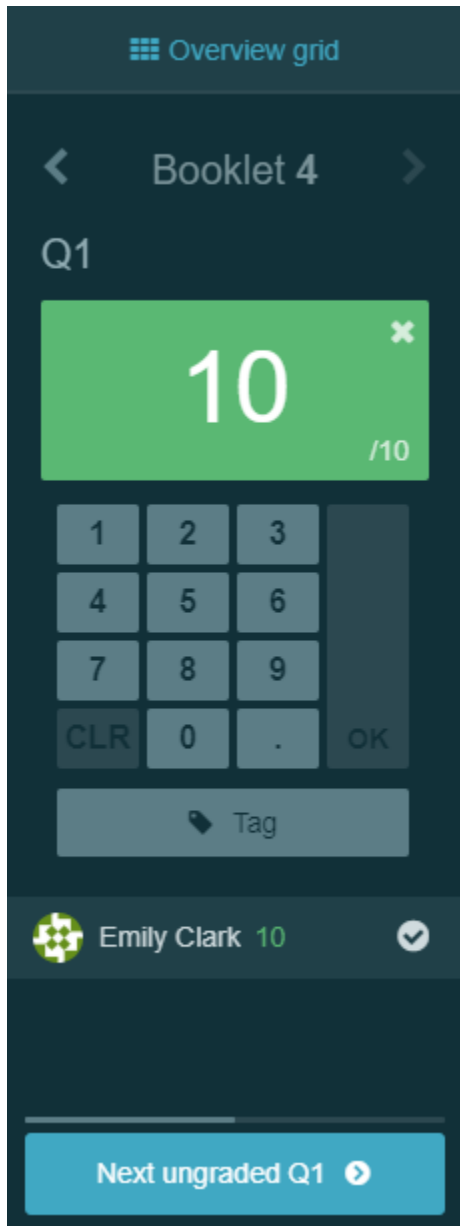 Overview grid
Booklet 4
Q1
10
/10
1 2 3
4 5 6
7 8 9
CLR 0 . OK
Tag
Emily Clark 10
Next ungraded Q1